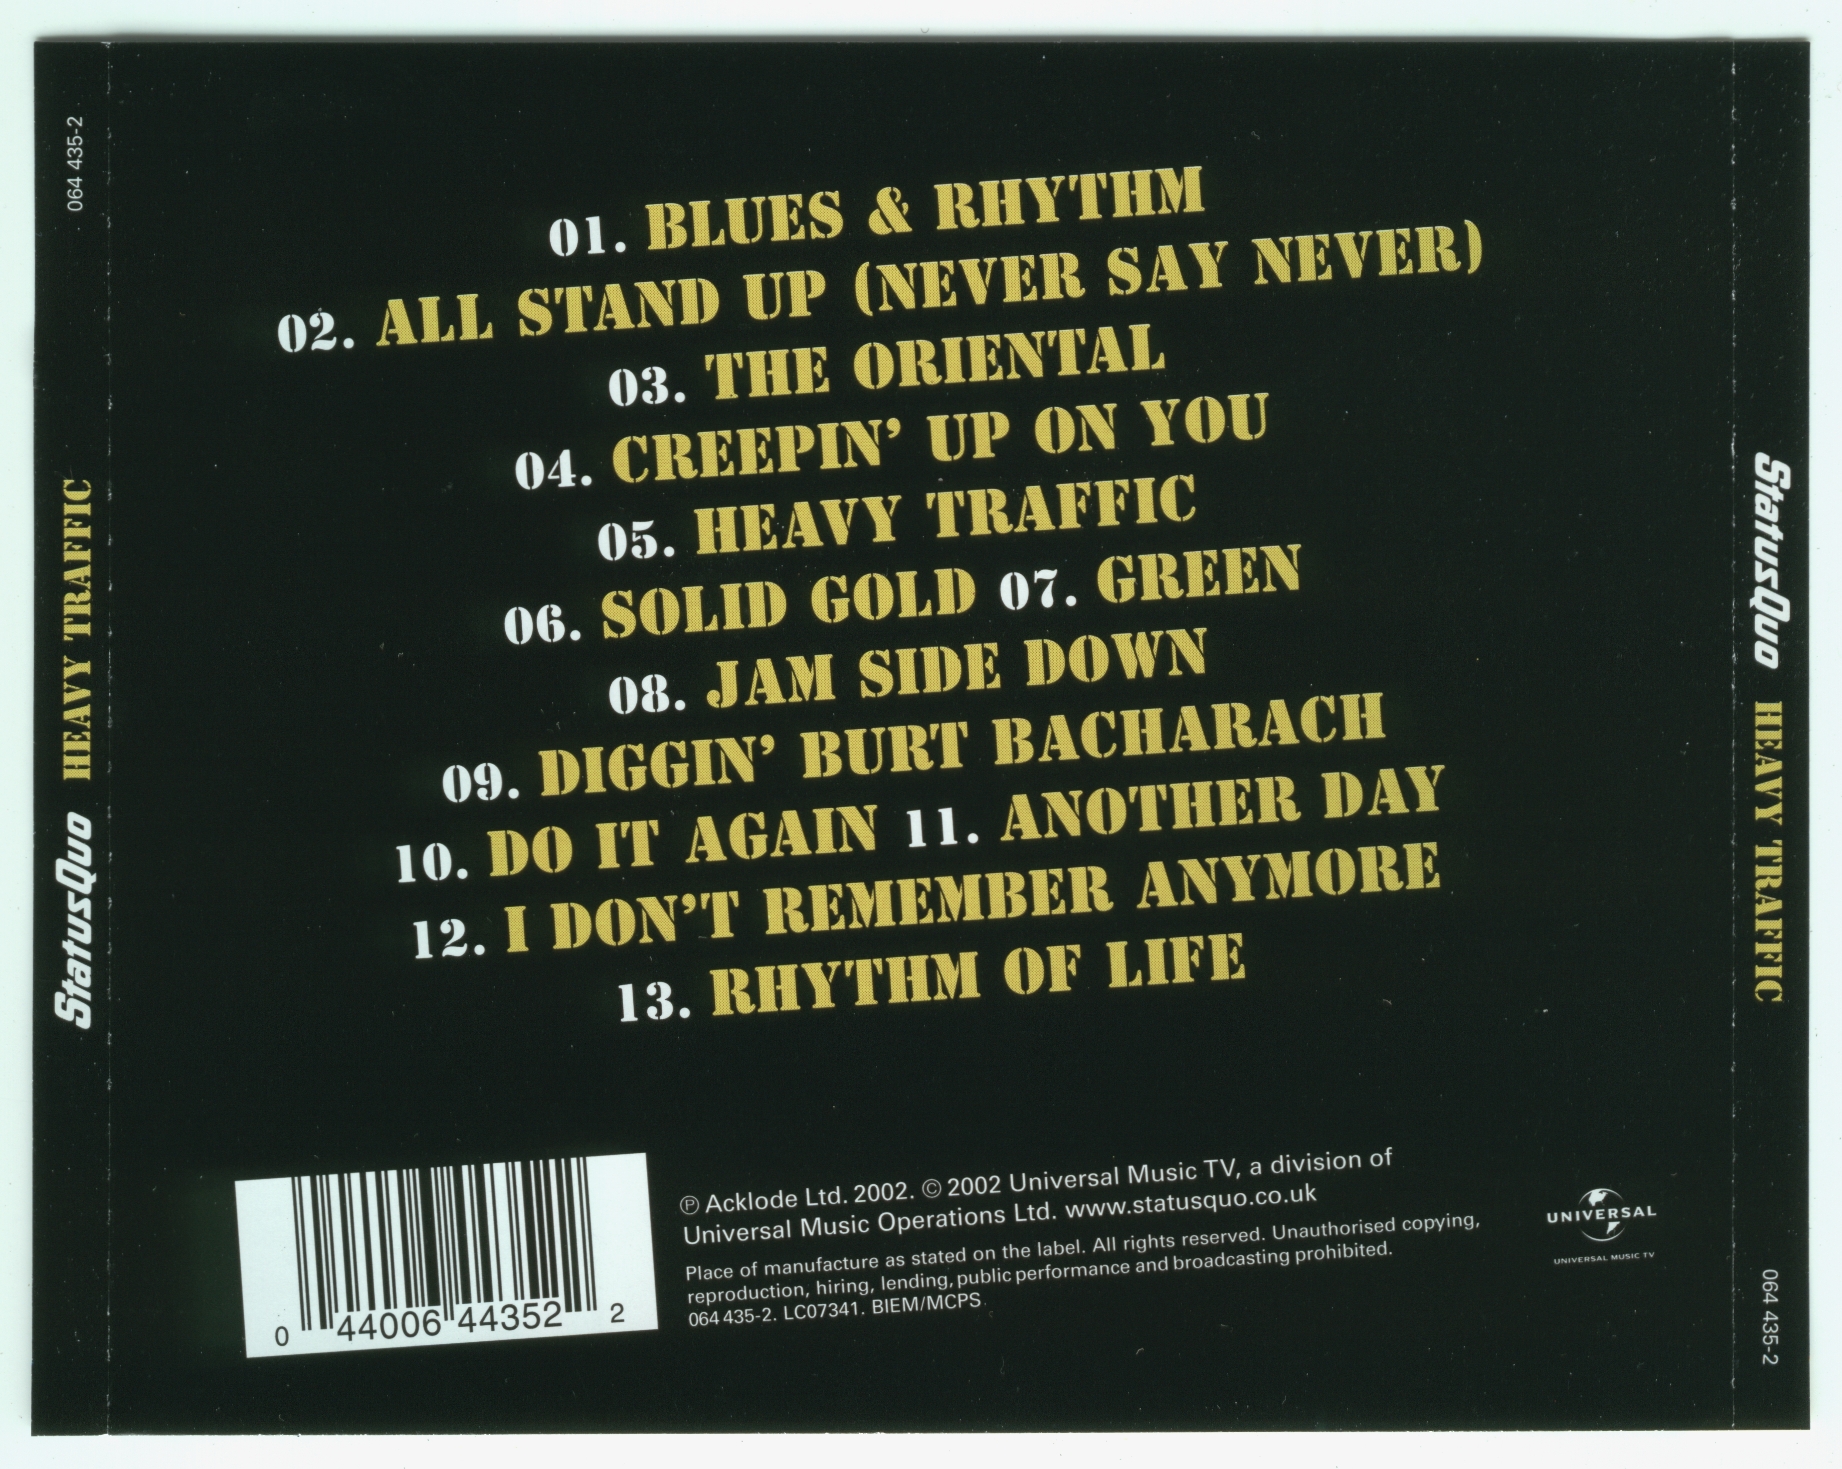 064 435-2
StatusQuo HEAVY TRAFFIC
01. BLUES & RHYTHM
02. ALL STAND UP (NEVER SAY NEVER)
03. THE ORIENTAL
04. CREEPIN’ UP ON YOU
05. HEAVY TRAFFIC
06. SOLID GOLD 07. GREEN
08. JAM SIDE DOWN
09. DIGGIN’ BURT BACHARACH
10. DO IT AGAIN 11. ANOTHER DAY
12. I DON’T REMEMBER ANYMORE
13. RHYTHM OF LIFE
0 44006 44352 2
℗ Acklode Ltd. 2002. © 2002 Universal Music TV, a division of
Universal Music Operations Ltd. www.statusquo.co.uk
Place of manufacture as stated on the label. All rights reserved. Unauthorised copying,
reproduction, hiring, lending, public performance and broadcasting prohibited.
064 435-2. LC07341. BIEM/MCPS
UNIVERSAL
UNIVERSAL MUSIC TV
StatusQuo HEAVY TRAFFIC
064 435-2